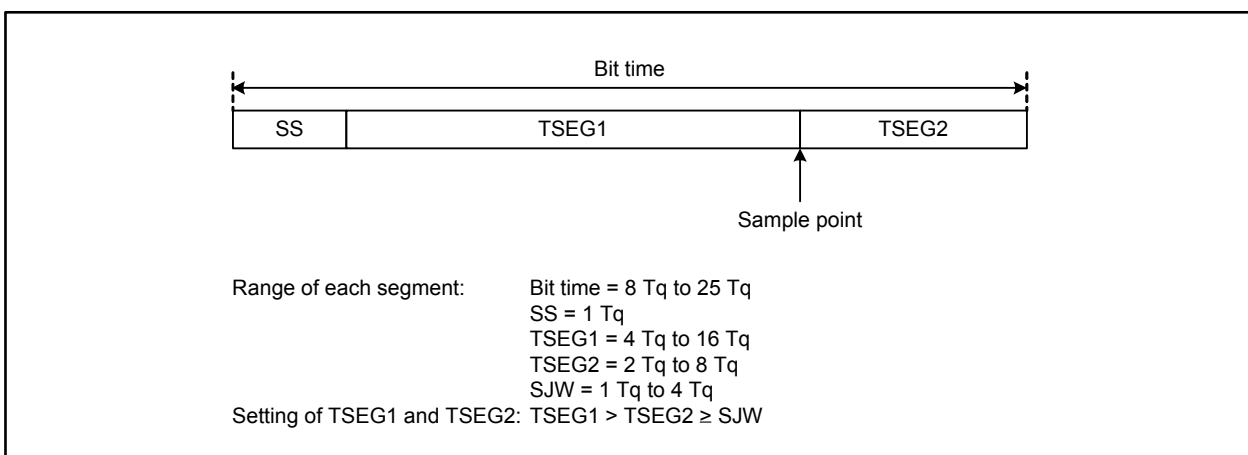 Bit time
SS TSEG1 TSEG2
Sample point
Range of each segment: Bit time = 8 Tq to 25 Tq
SS = 1 Tq
TSEG1 = 4 Tq to 16 Tq
TSEG2 = 2 Tq to 8 Tq
SJW = 1 Tq to 4 Tq
Setting of TSEG1 and TSEG2: TSEG1 > TSEG2 ≥ SJW